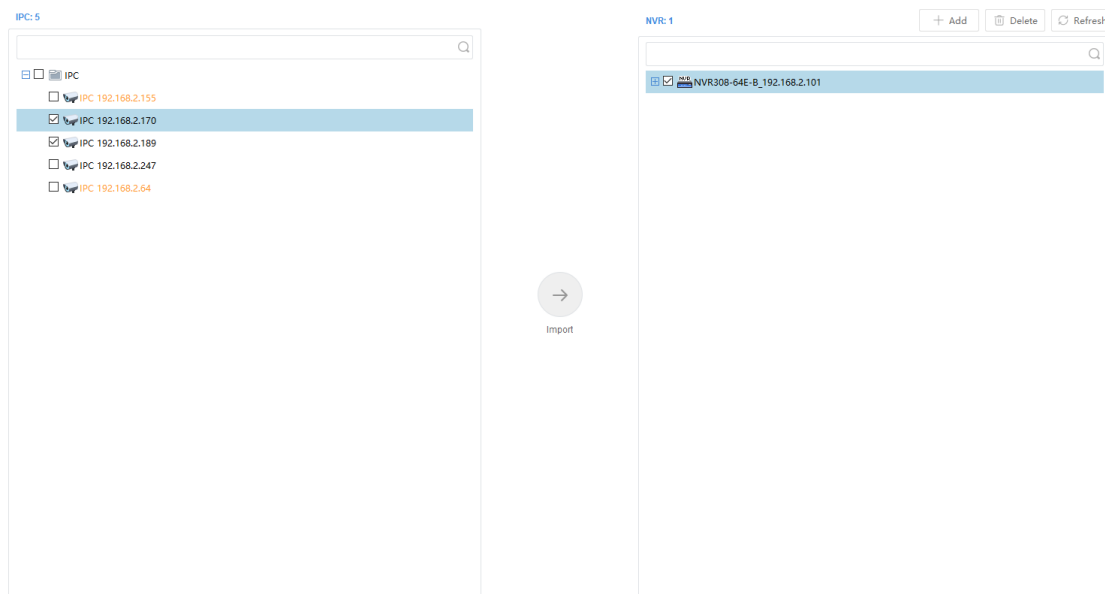 IPC: 5
IPC
IPC 192.168.2.155
IPC 192.168.2.170
IPC 192.168.2.189
IPC 192.168.2.247
IPC 192.168.2.64
Import
NVR: 1
Add
Delete
Refresh
NVR308-64E-B_192.168.2.101